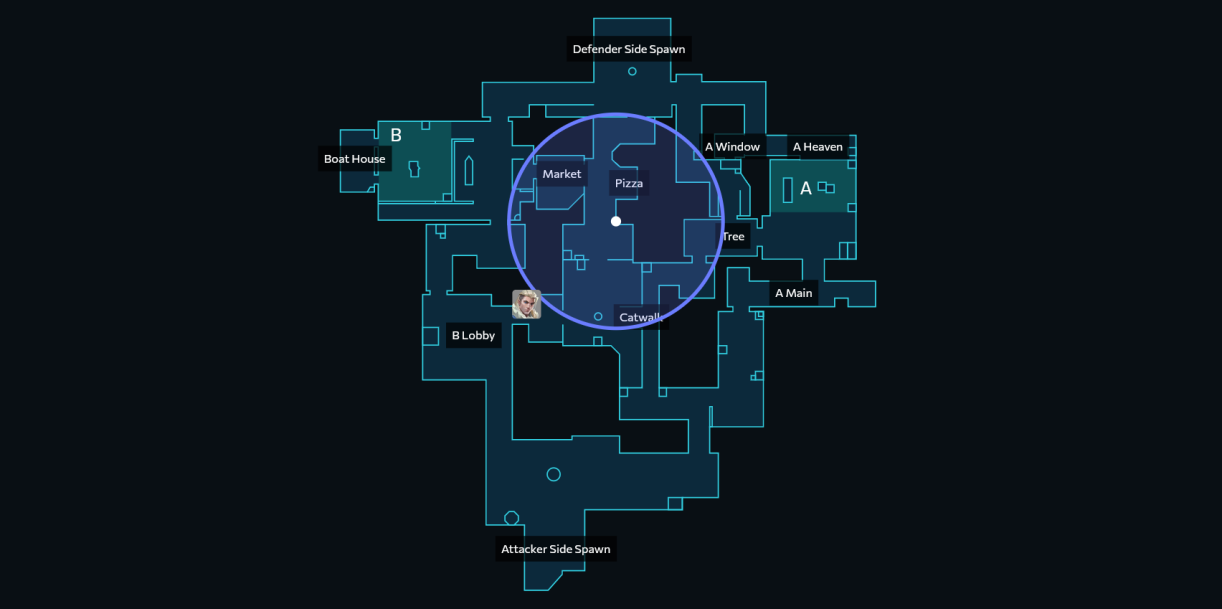 Defender Side Spawn
B
A Window
A Heaven
Boat House
Market
Pizza
A
Tree
A Main
Catwalk
B Lobby
Attacker Side Spawn